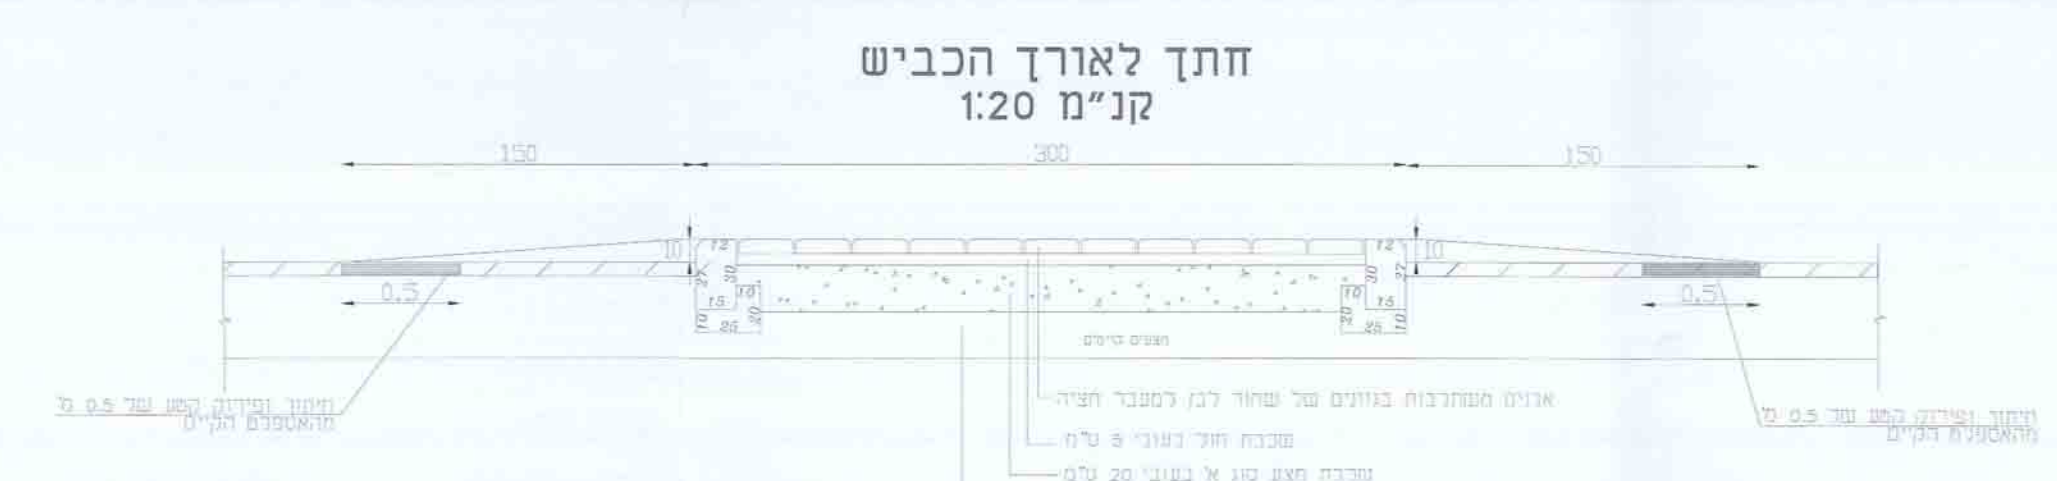 חתך לאורך הכביש
קנ״מ 1:20
150
300
150
10
12
12
10
27
30
30
27
10
10
0.5
15
15
0.5
10
25
20
20
25
10
מצעים קיימים
אבנים משתלבות בגוונים של שחור לבן למעבר חציה
שכבת חול בעובי 5 ס"מ
שכבת מצע סוג א' בעובי 20 ס"מ
חיתוך ופירוק קטע של 0.5 מ'
מהאספלט הקיים
חיתוך ופירוק קטע של 0.5 מ'
מהאספלט הקיים